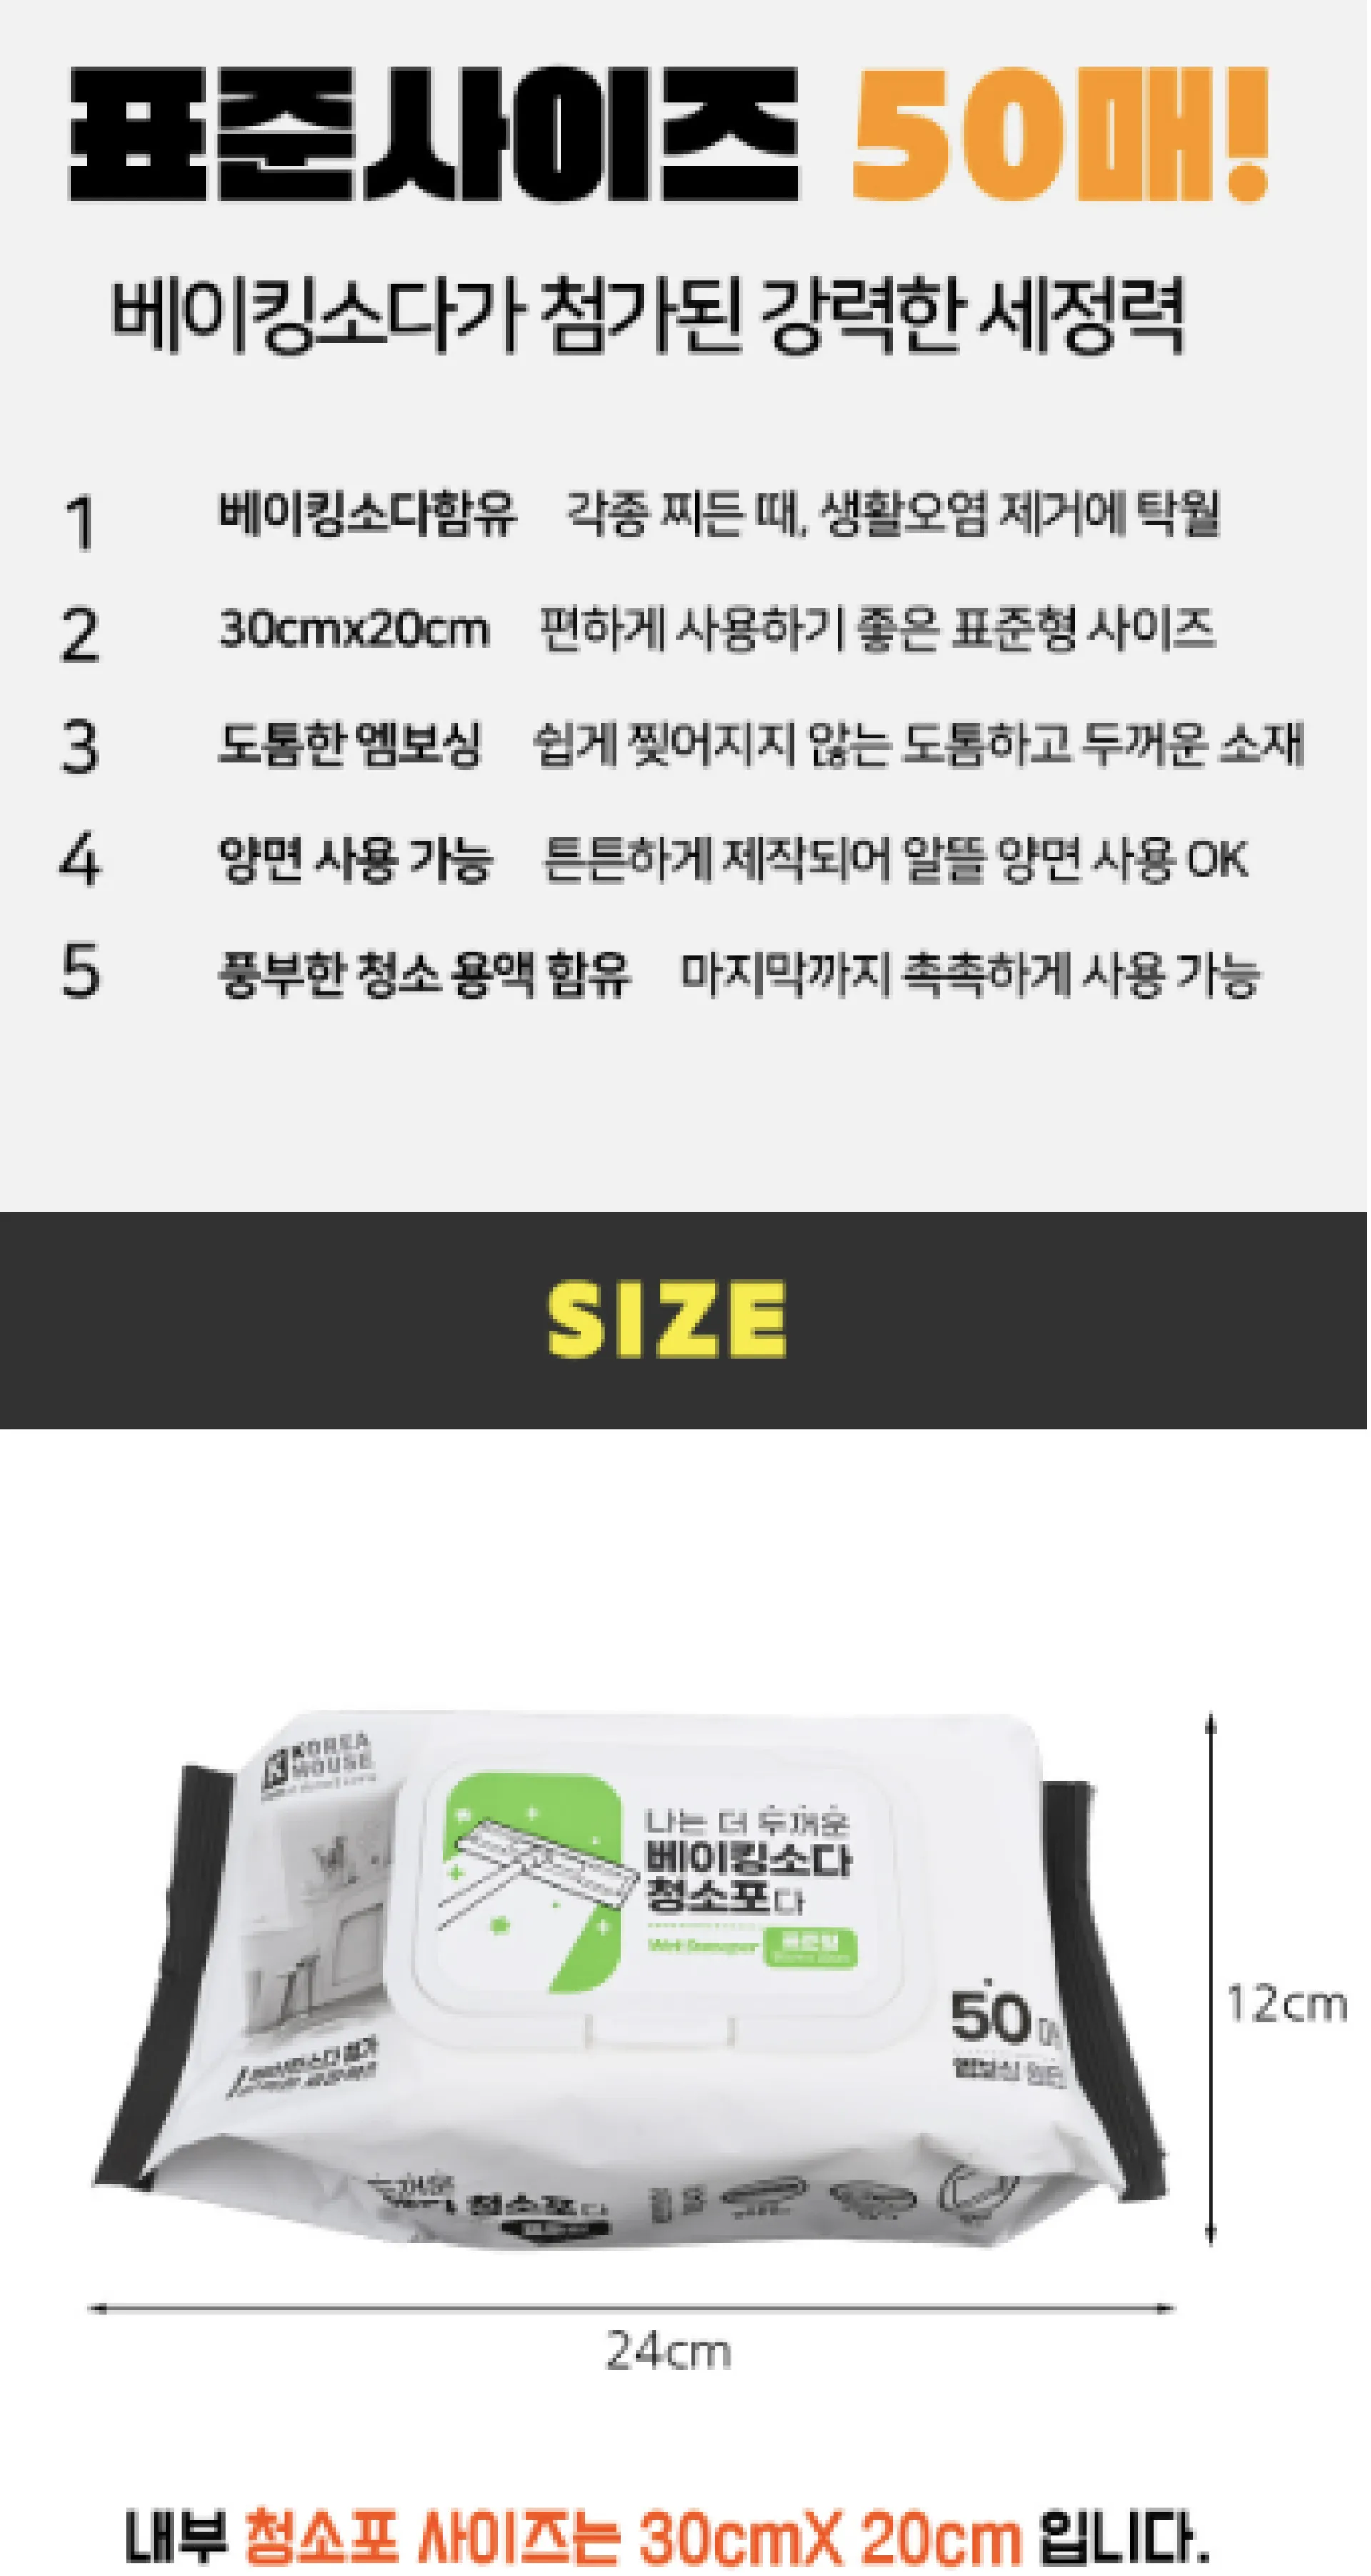 표준사이즈 50매!
베이킹소다가 첨가된 강력한 세정력
1 베이킹소다함유 각종 찌든 때, 생활오염 제거에 탁월
2 30cmx20cm 편하게 사용하기 좋은 표준형 사이즈
3 도톰한 엠보싱 쉽게 찢어지지 않는 도톰하고 두꺼운 소재
4 양면 사용 가능 튼튼하게 제작되어 알뜰 양면 사용 OK
5 풍부한 청소 용액 함유 마지막까지 촉촉하게 사용 가능
SIZE
KOREA
HOUSE
나는 더 두꺼운
베이킹소다
청소포다
표준형
50매
엠보싱 원단
베이킹소다 첨가
청소포다
12cm
24cm
내부 청소포 사이즈는 30cmX 20cm 입니다.